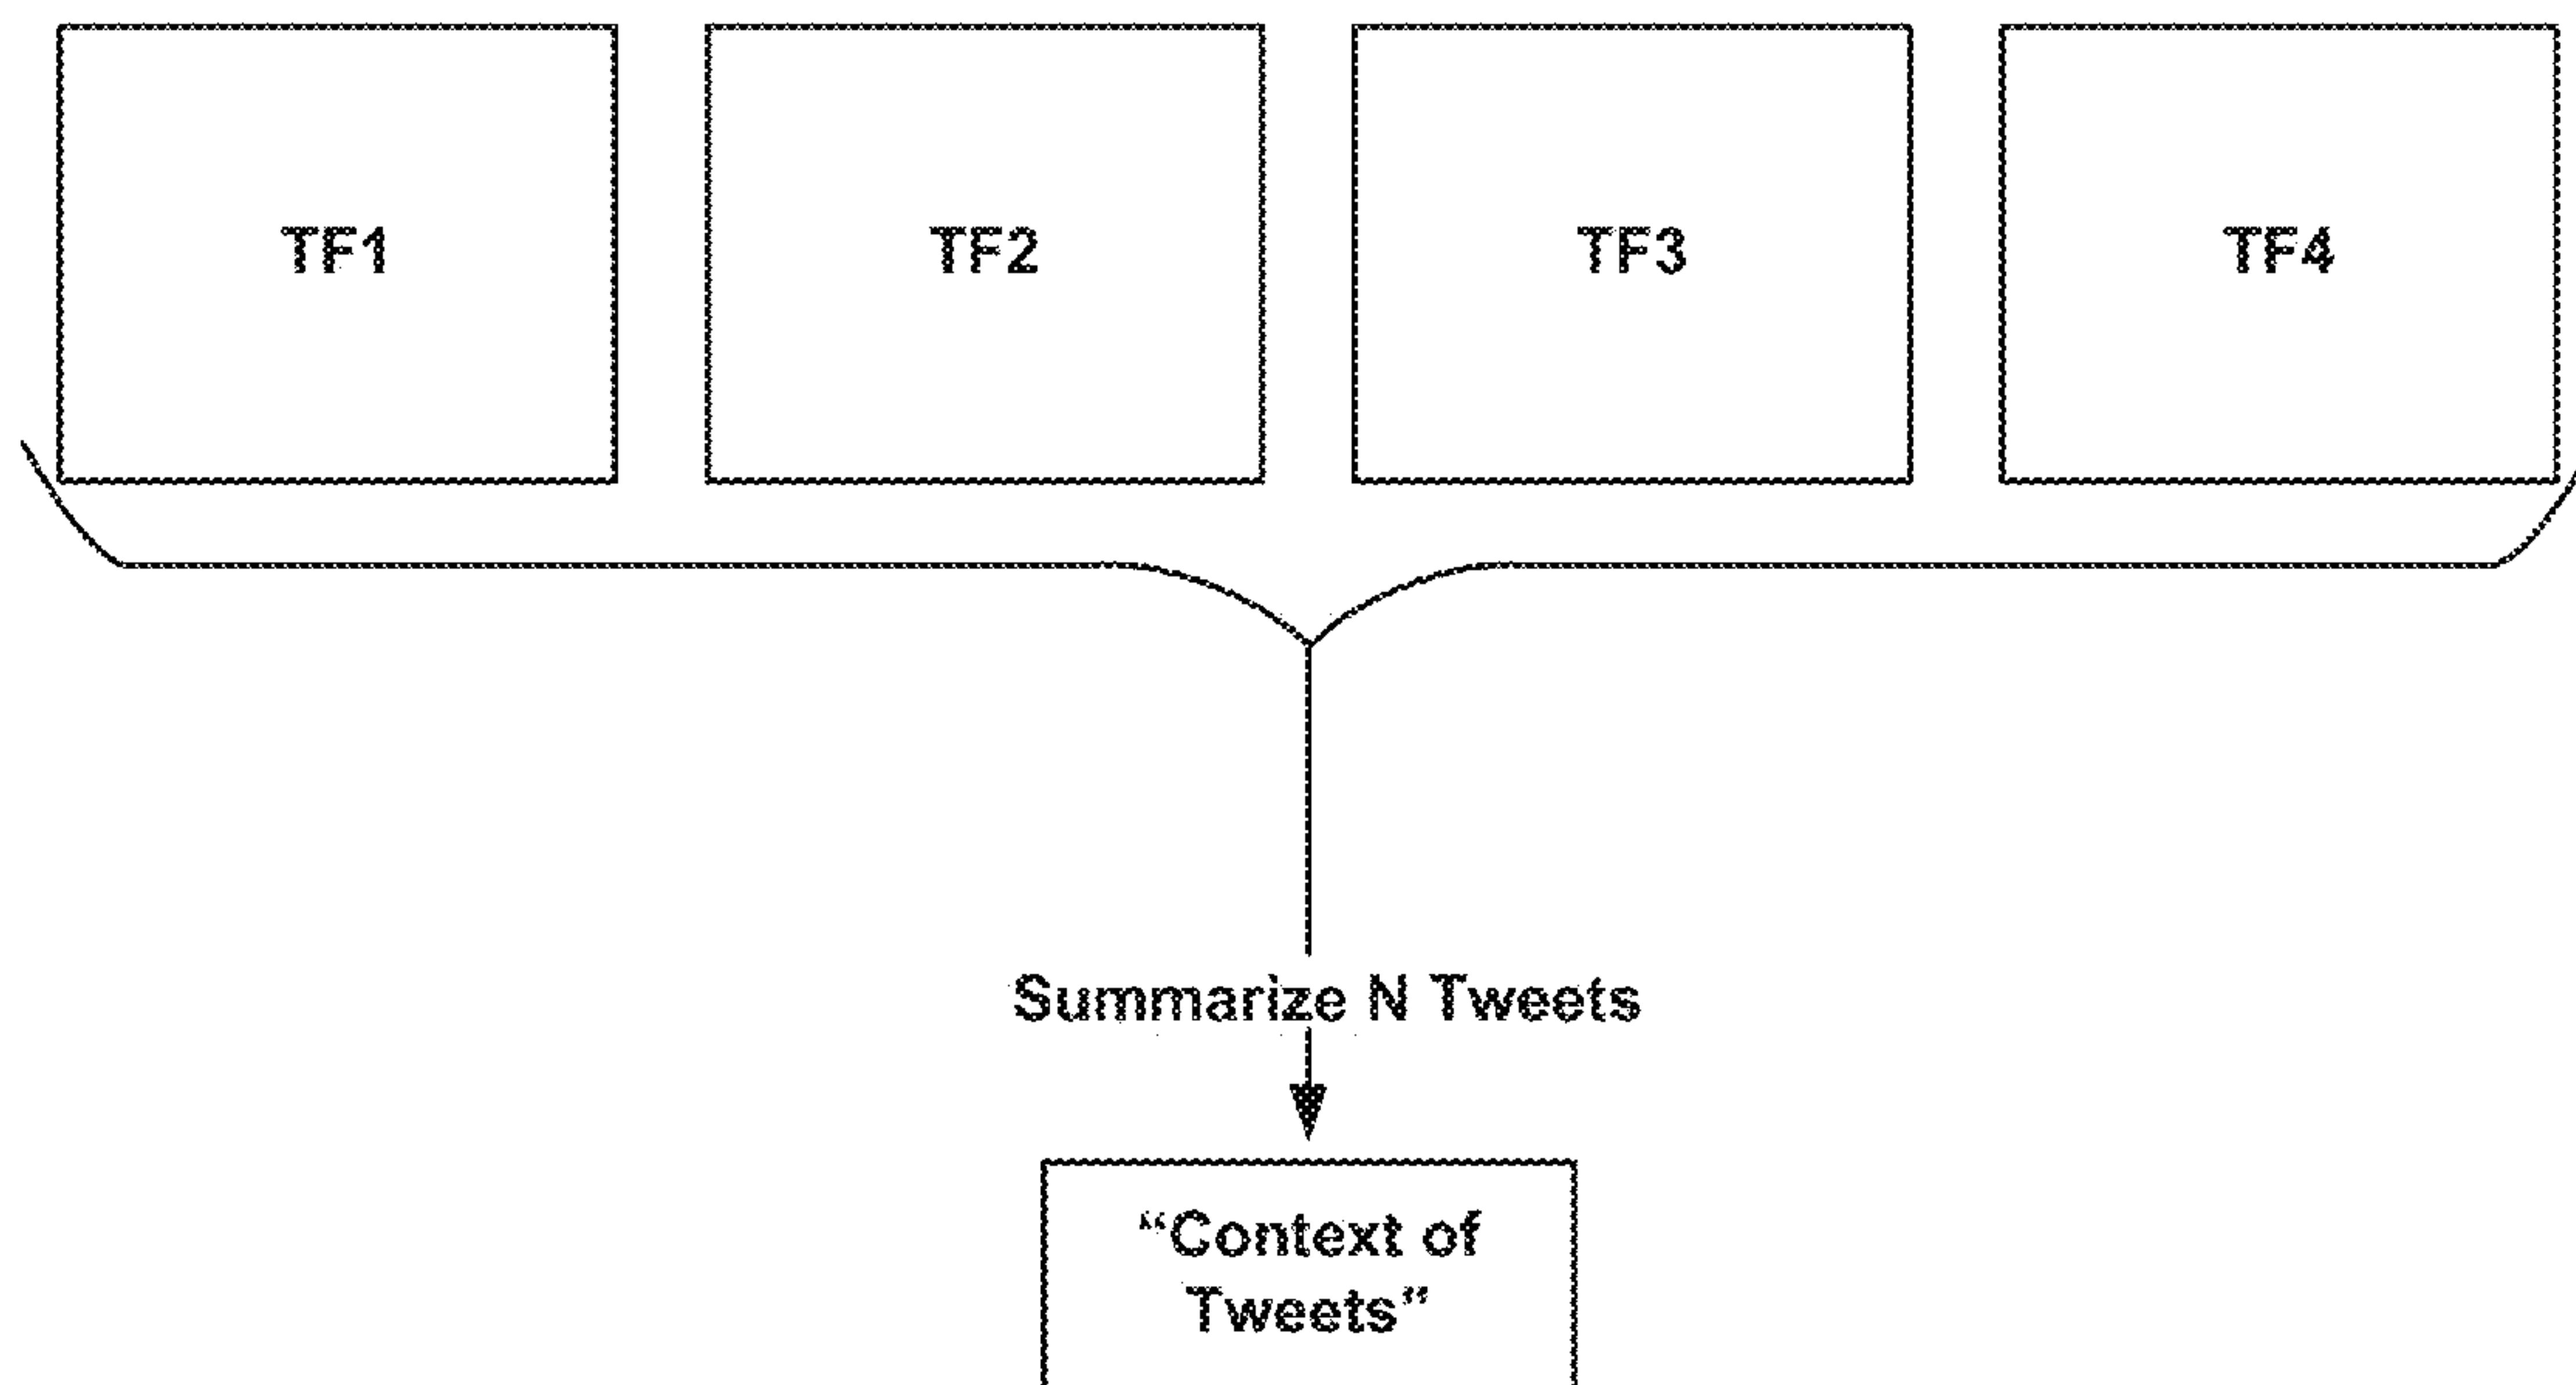 TF1 TF2 TF3 TF4
Summarize N Tweets
“Context of
Tweets”